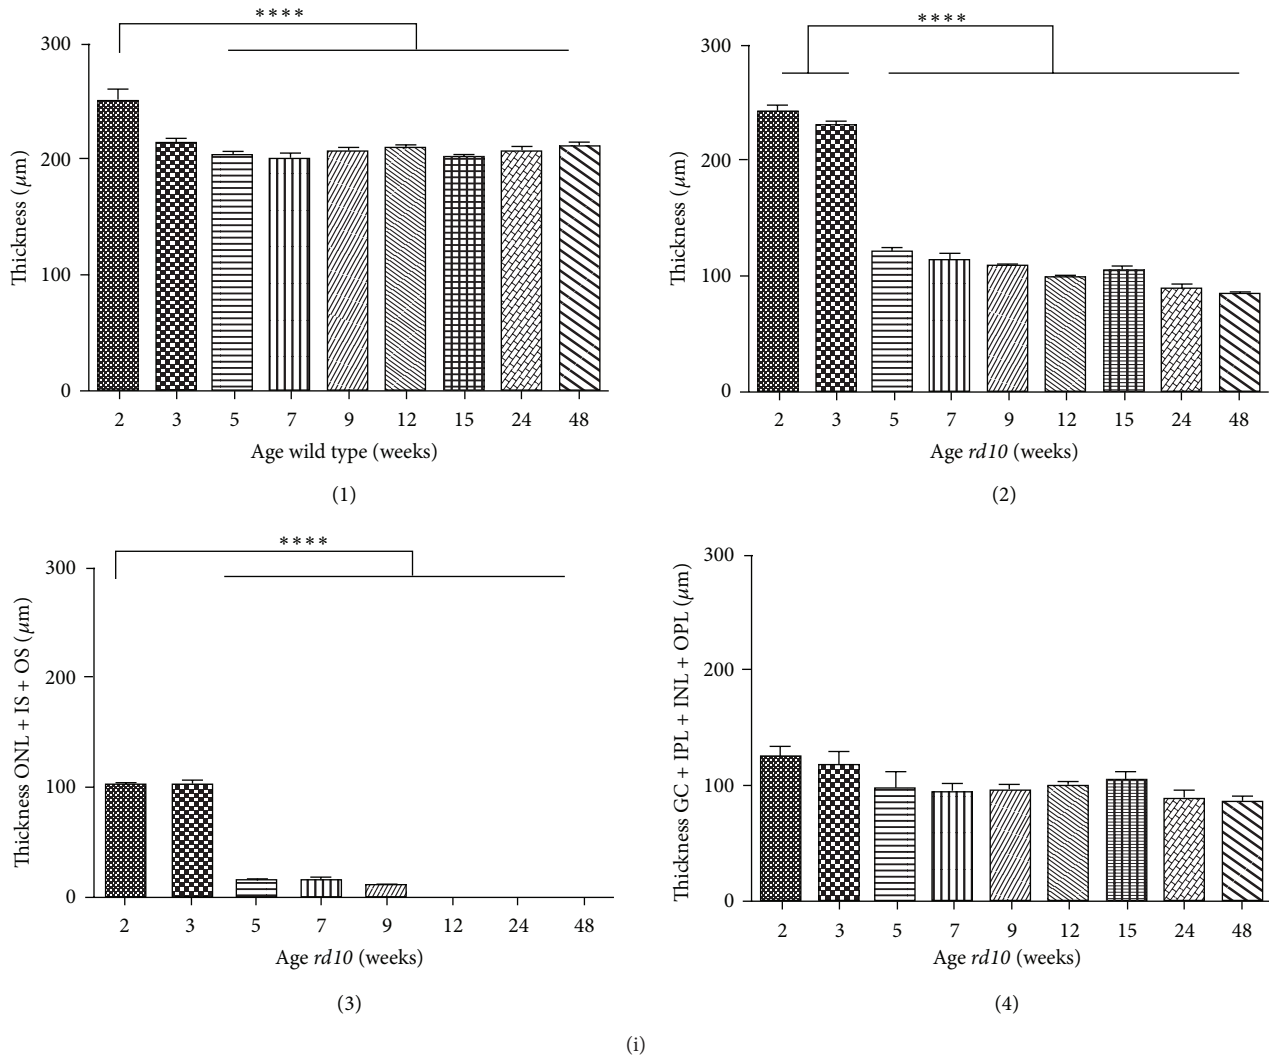 ****
300
200
100
0
Thickness (μm)
2 3 5 7 9 12 15 24 48
Age wild type (weeks)
(1)
****
300
200
100
0
Thickness (μm)
2 3 5 7 9 12 15 24 48
Age rd10 (weeks)
(2)
****
300
200
100
0
Thickness ONL + IS + OS (μm)
2 3 5 7 9 12 24 48
Age rd10 (weeks)
(3)
300
200
100
0
Thickness GC + IPL + INL + OPL (μm)
2 3 5 7 9 12 15 24 48
Age rd10 (weeks)
(4)
(i)